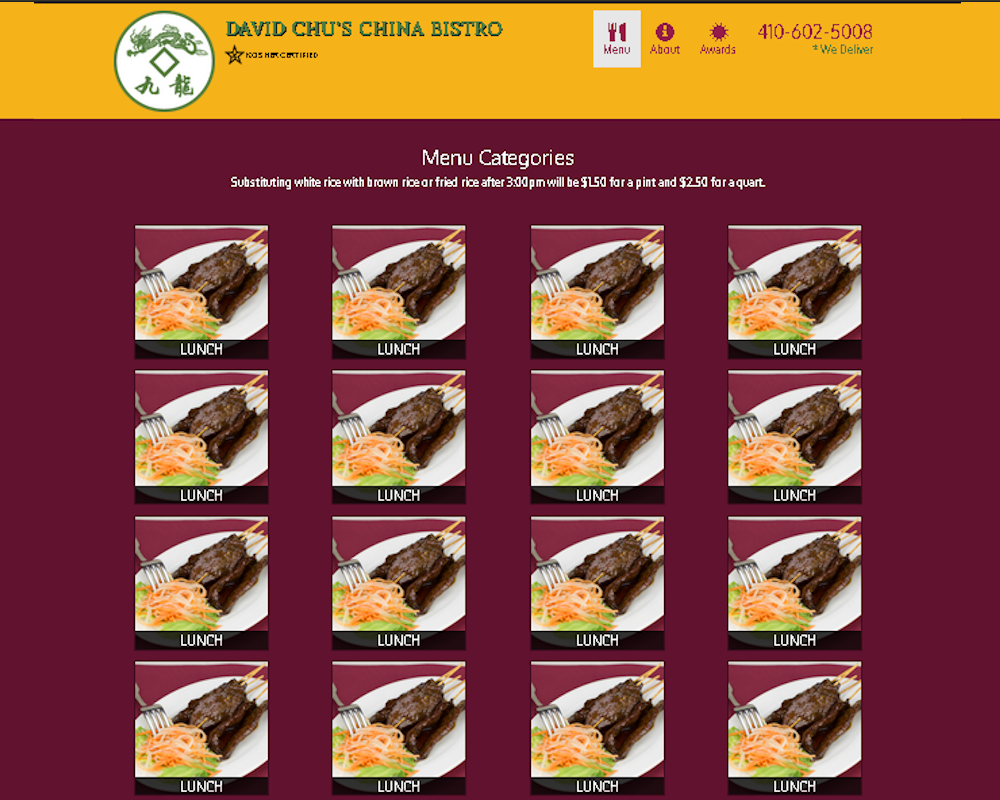 DAVID CHU'S CHINA BISTRO
KOSHER CERTIFIED
九 龍
Menu
About
Awards
410-602-5008
* We Deliver
Menu Categories
Substituting white rice with brown rice or fried rice after 3:00pm will be $1.50 for a pint and $2.50 for a quart.
LUNCH LUNCH LUNCH LUNCH
LUNCH LUNCH LUNCH LUNCH
LUNCH LUNCH LUNCH LUNCH
LUNCH LUNCH LUNCH LUNCH